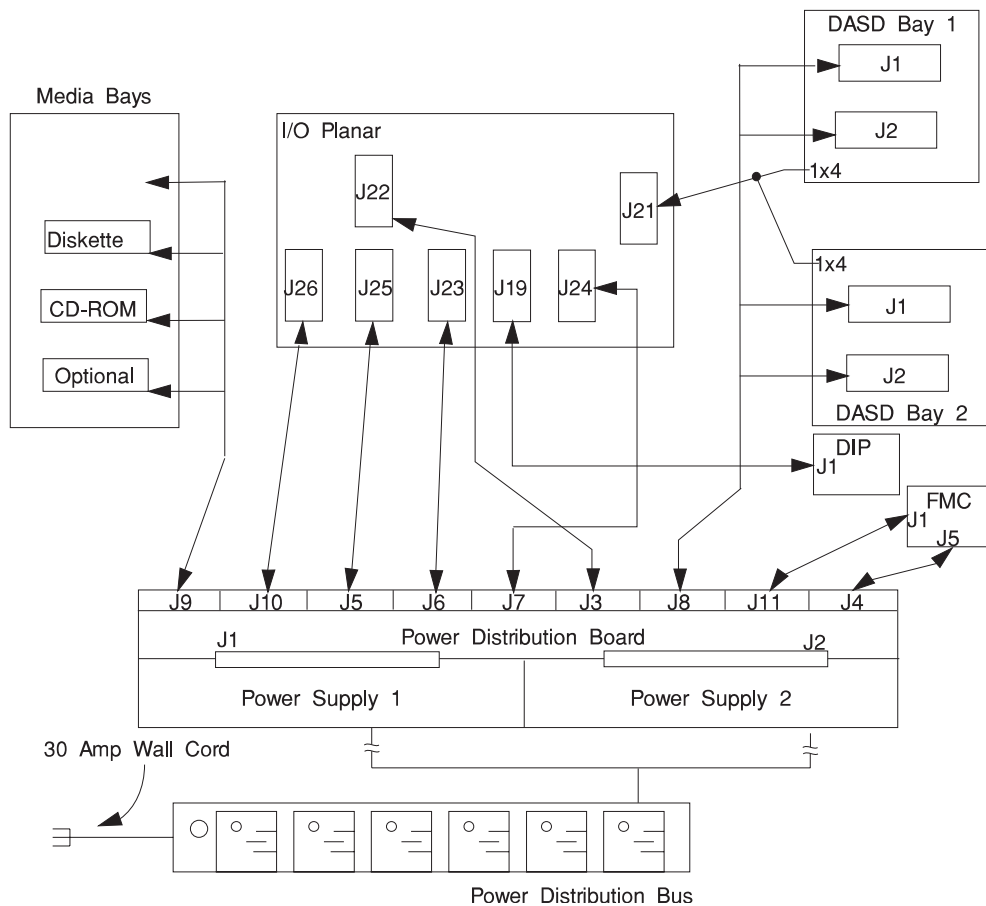 DASD Bay 1
J1
J2
1x4
Media Bays
Diskette
CD-ROM
Optional
I/O Planar
J22
J21
J26
J25
J23
J19
J24
1x4
J1
J2
DASD Bay 2
DIP
J1
FMC
J1
J5
J9
J10
J5
J6
J7
J3
J8
J11
J4
Power Distribution Board
J1
J2
Power Supply 1
Power Supply 2
30 Amp Wall Cord
Power Distribution Bus